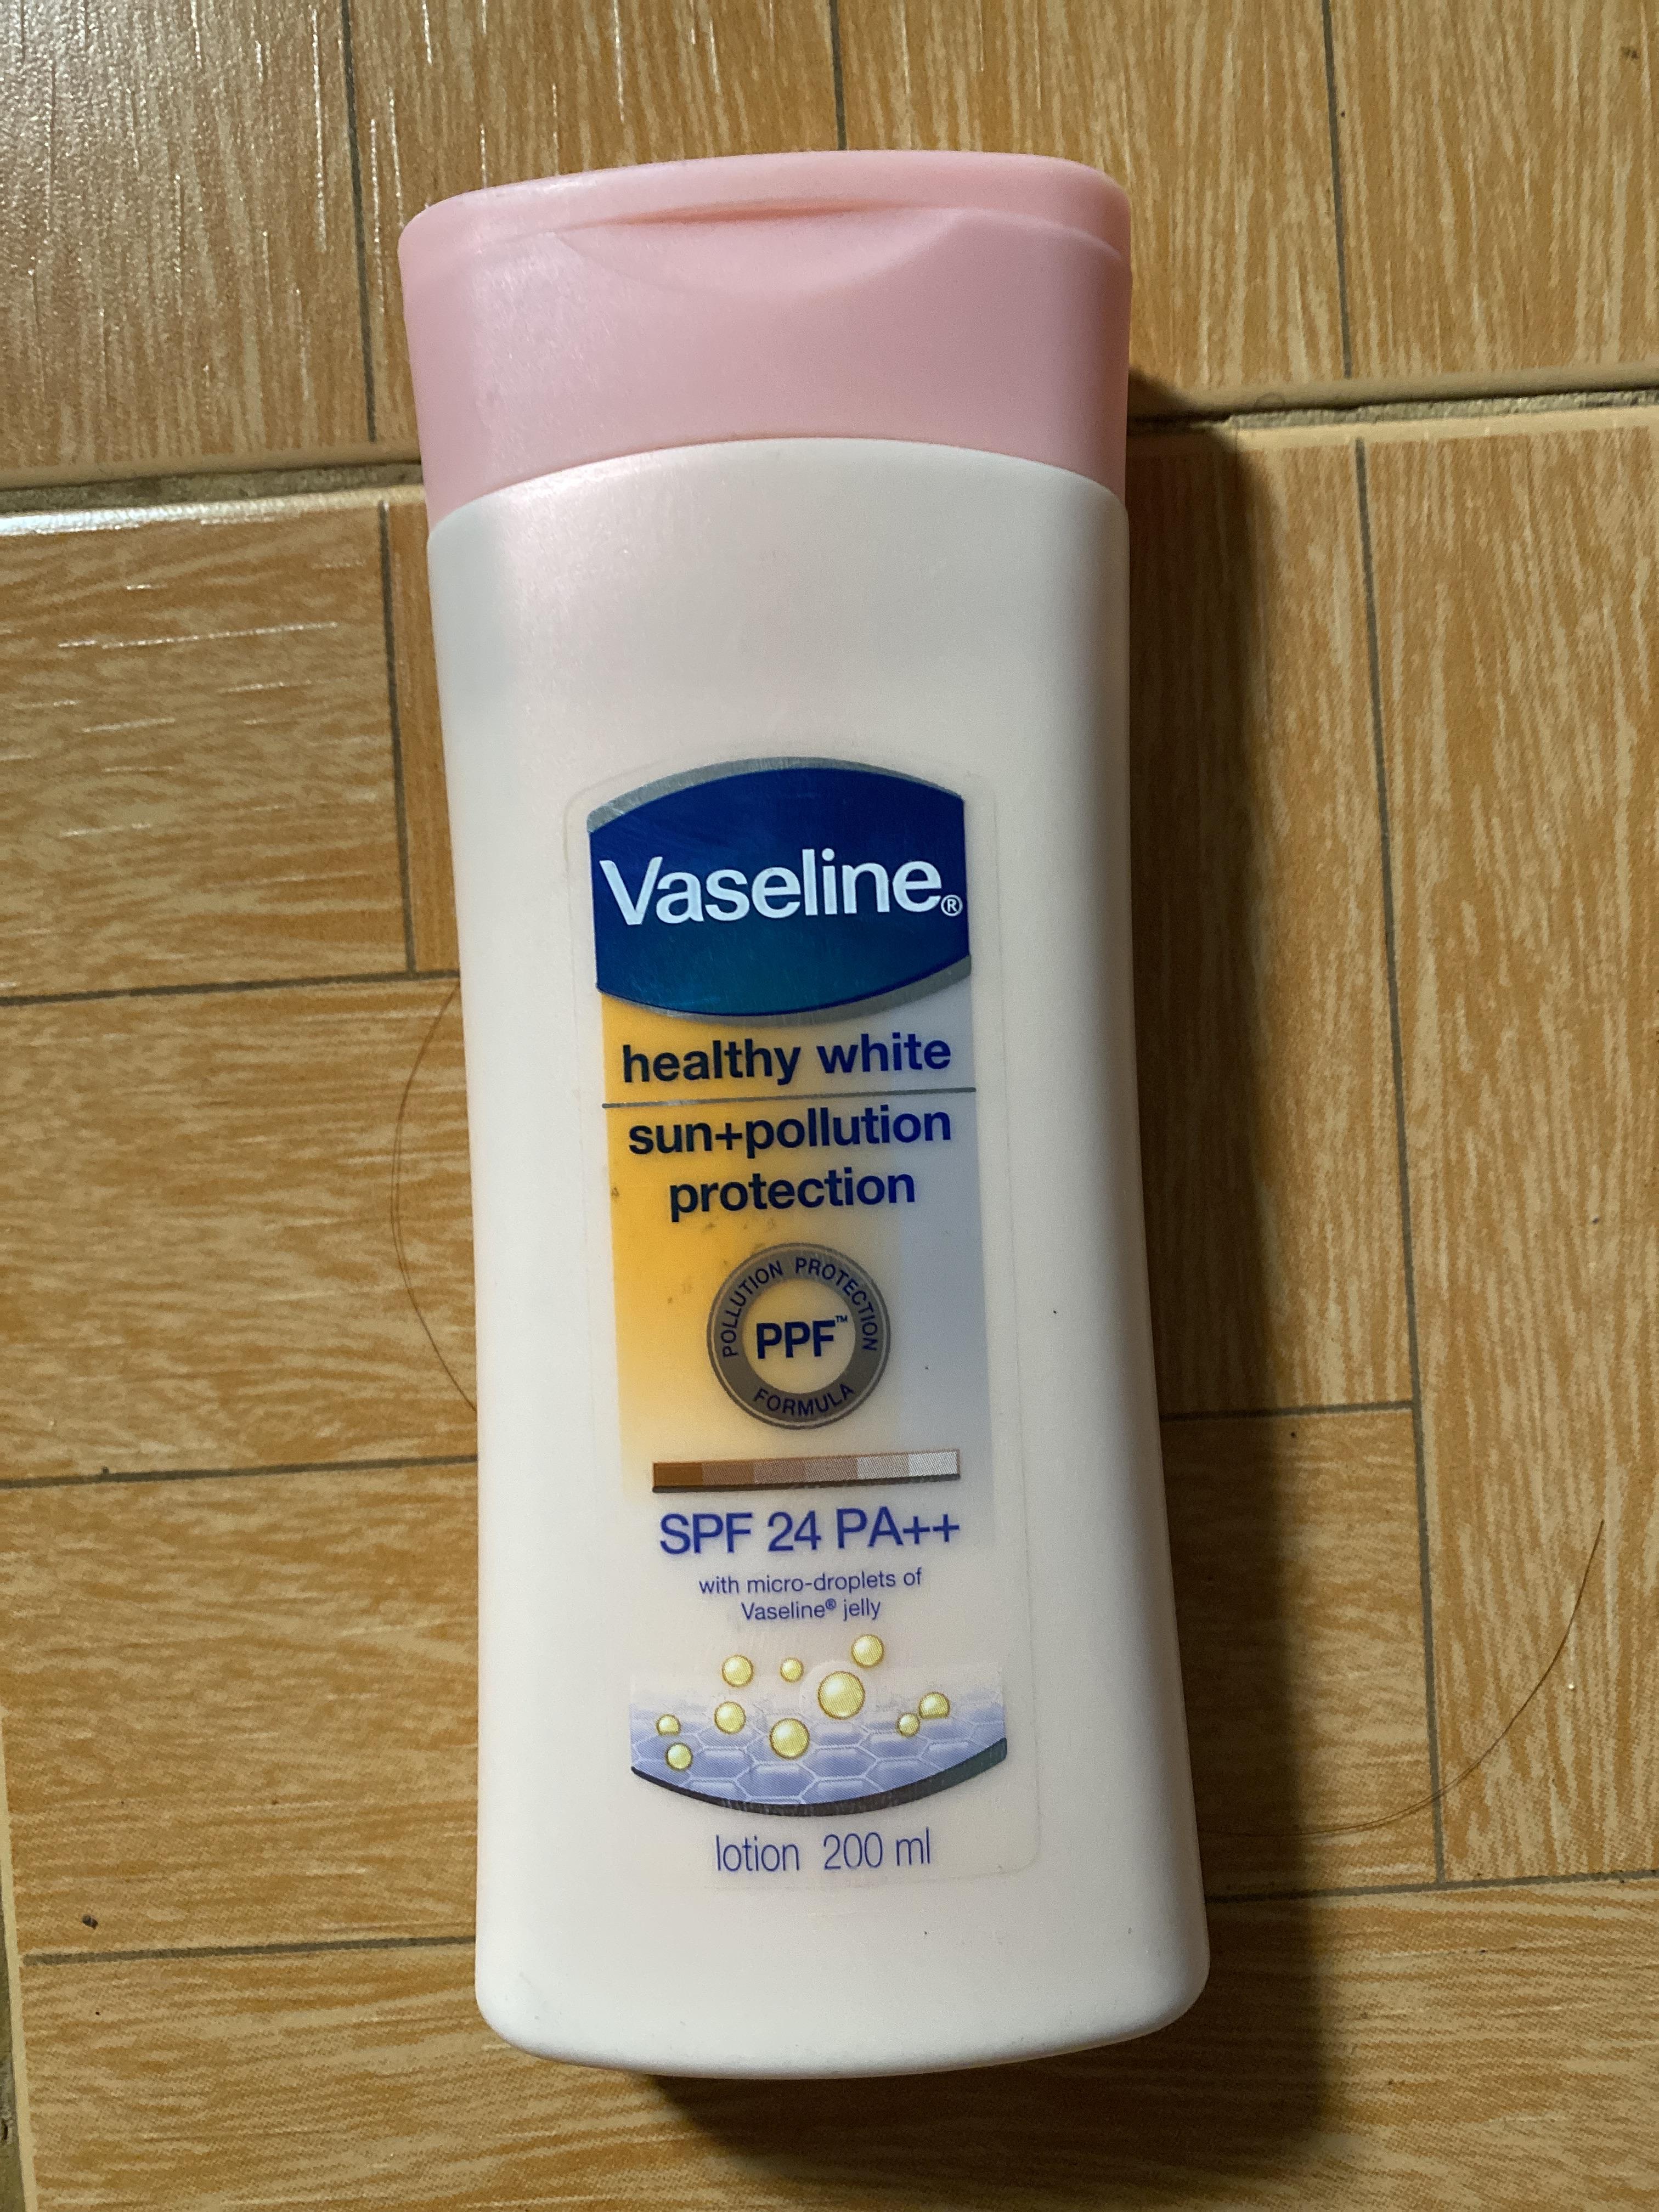 Vaseline®
healthy white
sun+pollution
protection
POLLUTION PROTECTION
PPF™
FORMULA
SPF 24 PA++
with micro-droplets of
Vaseline® jelly
lotion 200 ml